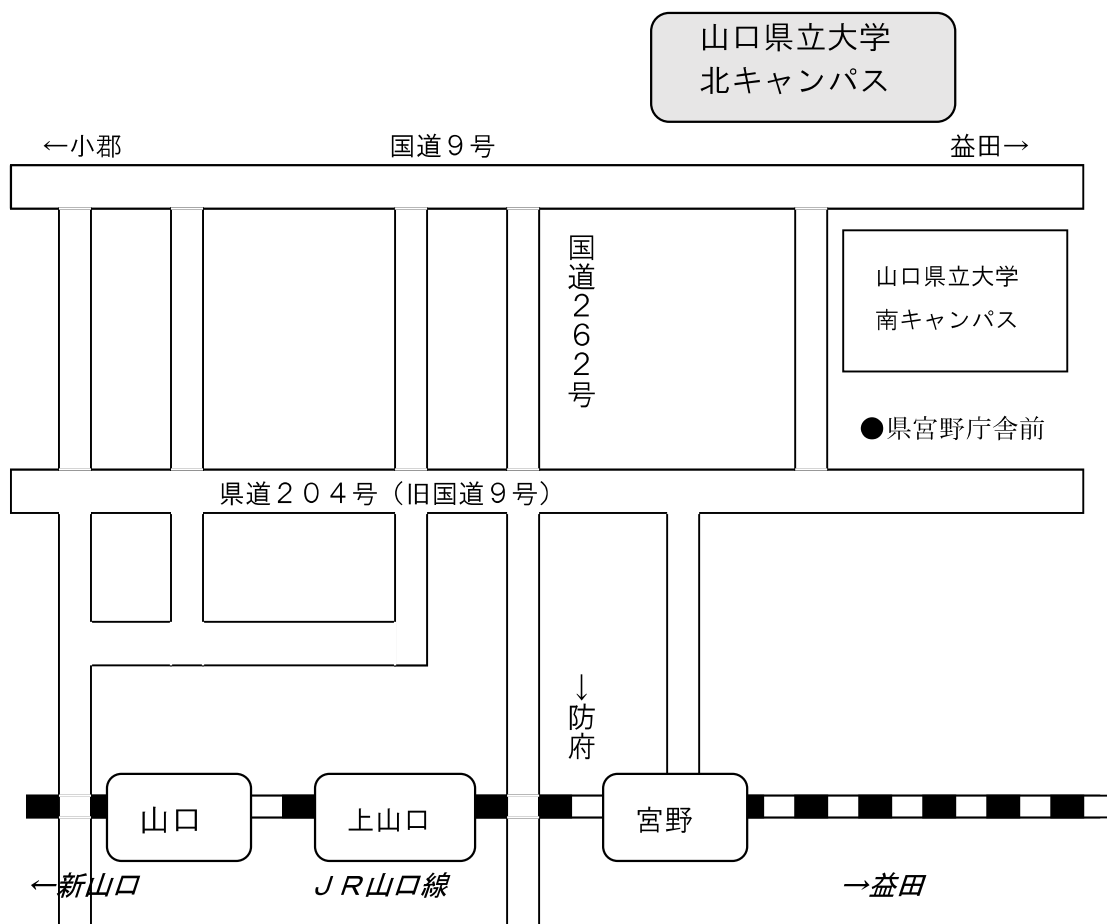 山口県立大学
北キャンパス
←小郡
国道９号
益田→
国道２６２号
山口県立大学
南キャンパス
●県宮野庁舎前
県道２０４号（旧国道９号）
→防府
山口
上山口
宮野
←新山口
ＪＲ山口線
→益田